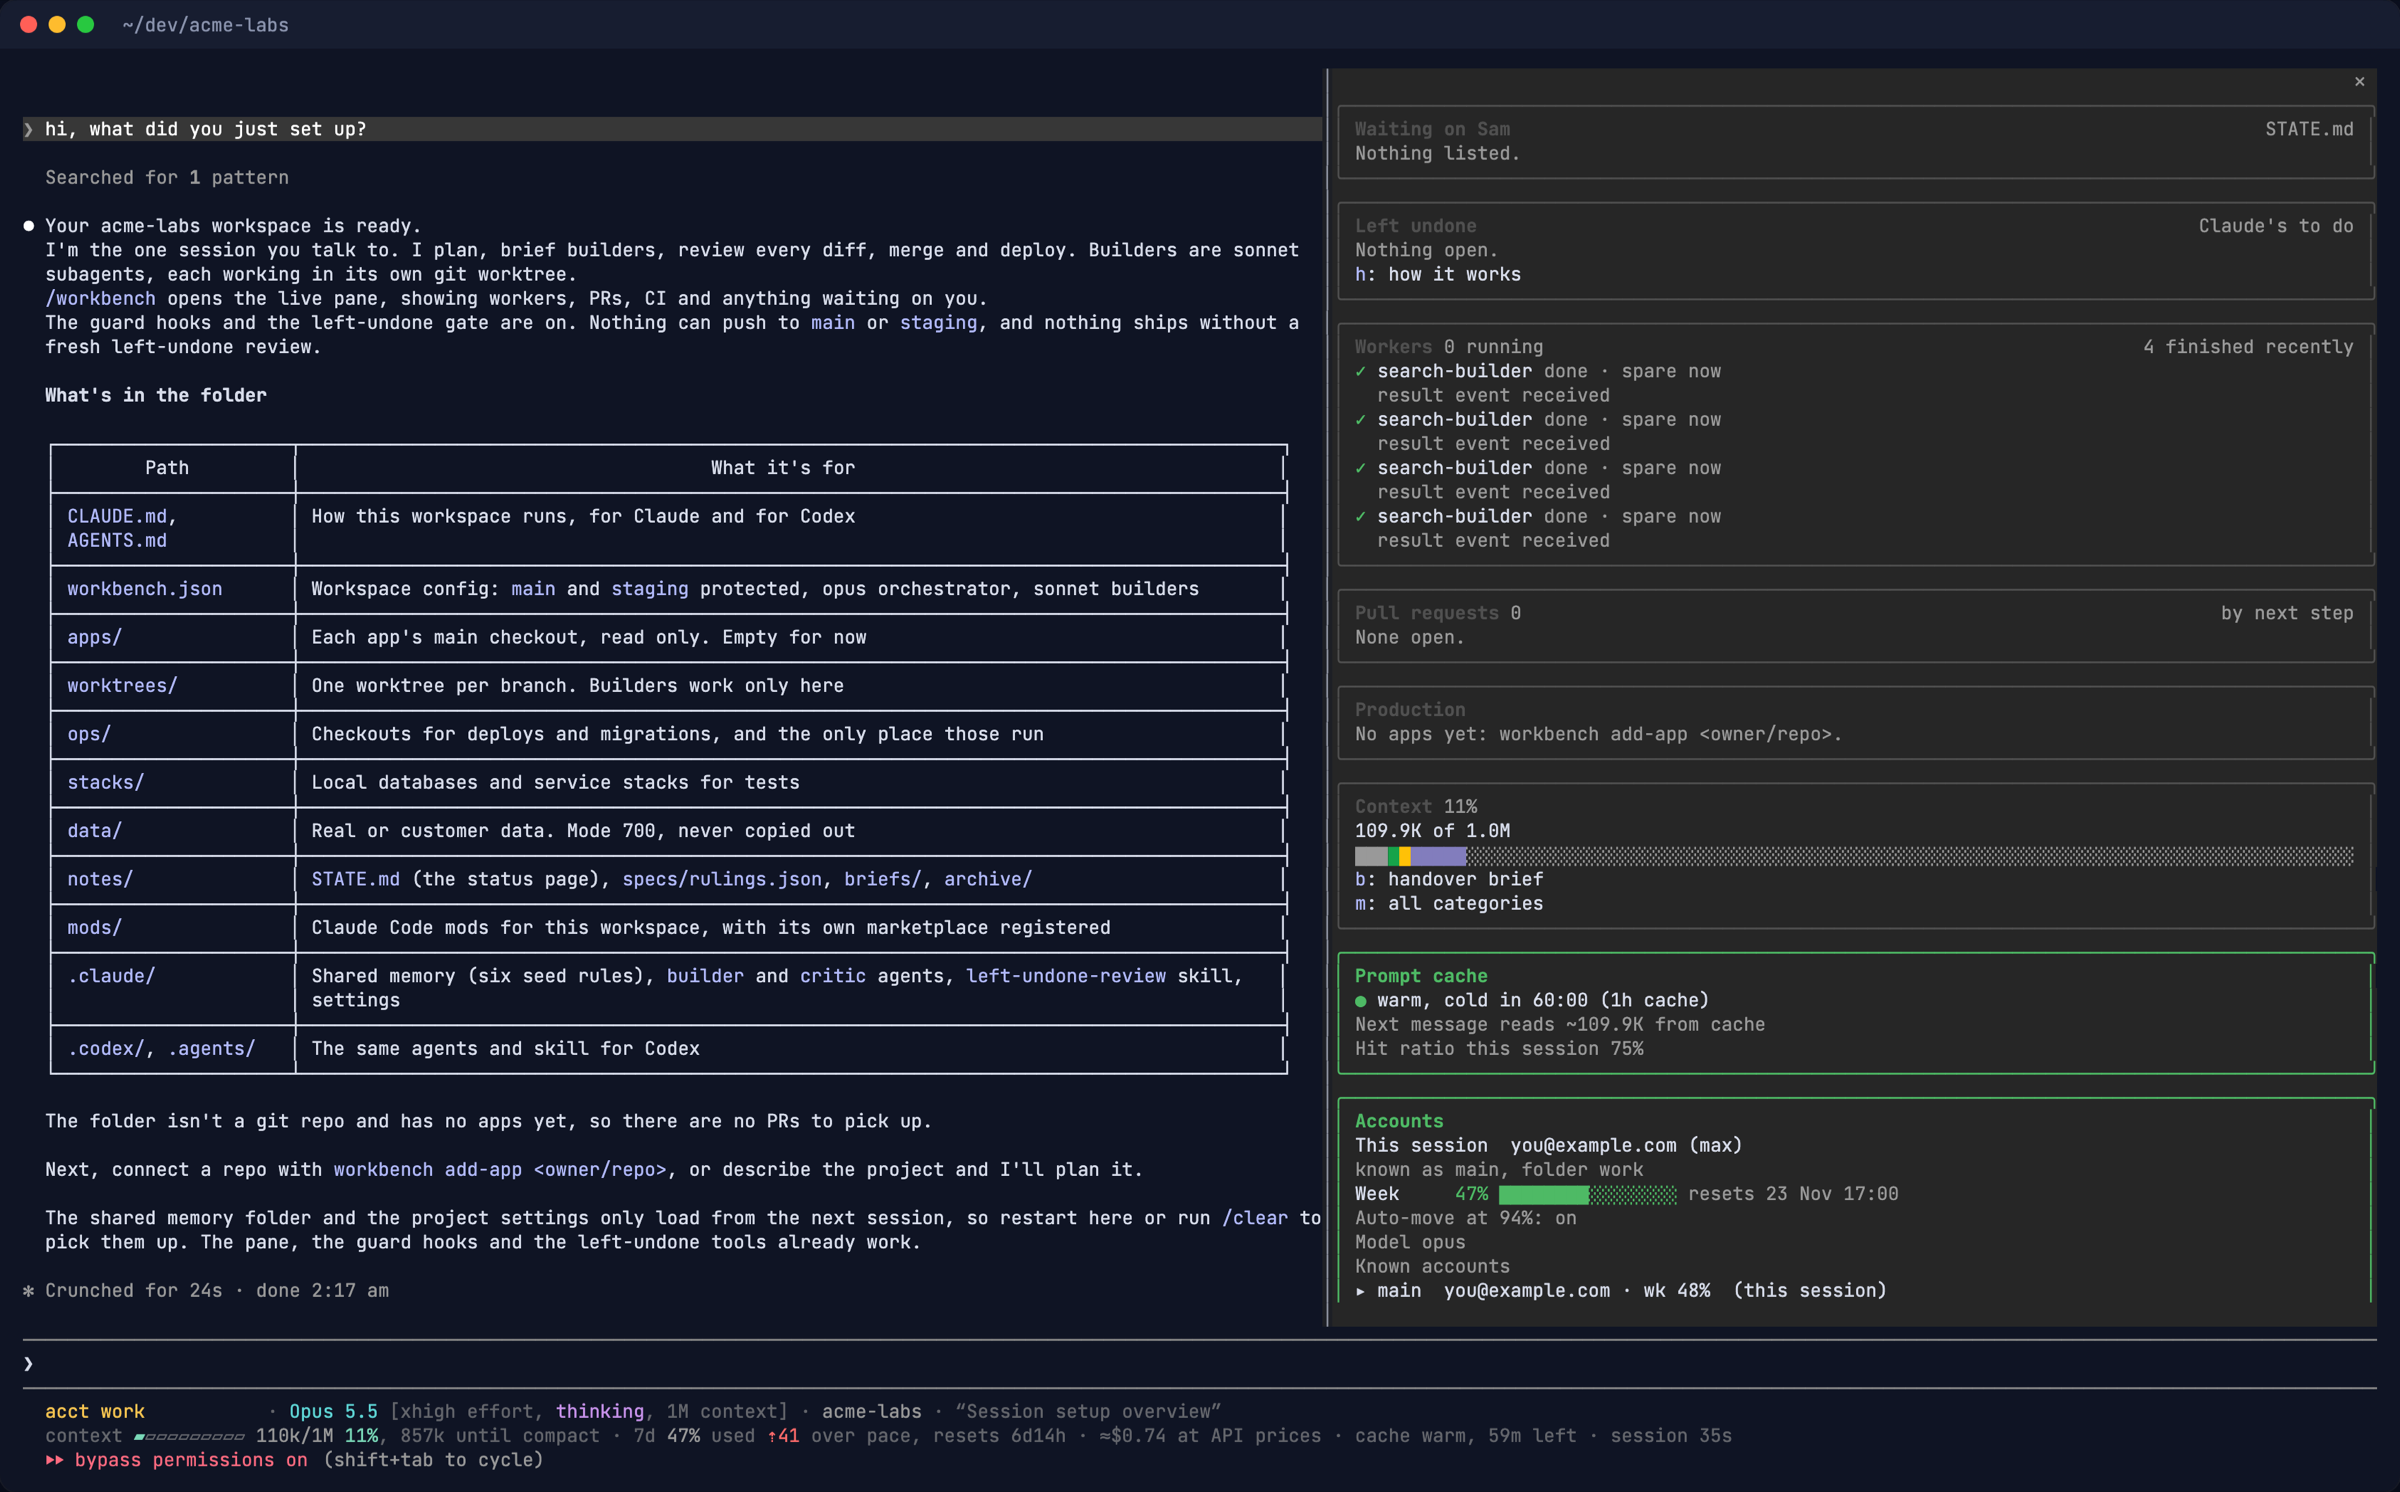 ~/dev/acme-labs
❯ hi, what did you just set up?
Searched for 1 pattern
● Your acme-labs workspace is ready.
I'm the one session you talk to. I plan, brief builders, review every diff, merge and deploy. Builders are sonnet
subagents, each working in its own git worktree.
/workbench opens the live pane, showing workers, PRs, CI and anything waiting on you.
The guard hooks and the left-undone gate are on. Nothing can push to main or staging, and nothing ships without a
fresh left-undone review.
What's in the folder
Path What it's for
CLAUDE.md, How this workspace runs, for Claude and for Codex
AGENTS.md
workbench.json Workspace config: main and staging protected, opus orchestrator, sonnet builders
apps/ Each app's main checkout, read only. Empty for now
worktrees/ One worktree per branch. Builders work only here
ops/ Checkouts for deploys and migrations, and the only place those run
stacks/ Local databases and service stacks for tests
data/ Real or customer data. Mode 700, never copied out
notes/ STATE.md (the status page), specs/rulings.json, briefs/, archive/
mods/ Claude Code mods for this workspace, with its own marketplace registered
.claude/ Shared memory (six seed rules), builder and critic agents, left-undone-review skill,
settings
.codex/, .agents/ The same agents and skill for Codex
The folder isn't a git repo and has no apps yet, so there are no PRs to pick up.
Next, connect a repo with workbench add-app <owner/repo>, or describe the project and I'll plan it.
The shared memory folder and the project settings only load from the next session, so restart here or run /clear to
pick them up. The pane, the guard hooks and the left-undone tools already work.
✻ Crunched for 24s · done 2:17 am
×
Waiting on Sam STATE.md
Nothing listed.
Left undone Claude's to do
Nothing open.
h: how it works
Workers 0 running 4 finished recently
✓ search-builder done · spare now
result event received
✓ search-builder done · spare now
result event received
✓ search-builder done · spare now
result event received
✓ search-builder done · spare now
result event received
Pull requests 0 by next step
None open.
Production
No apps yet: workbench add-app <owner/repo>.
Context 11%
109.9K of 1.0M
b: handover brief
m: all categories
Prompt cache
● warm, cold in 60:00 (1h cache)
Next message reads ~109.9K from cache
Hit ratio this session 75%
Accounts
This session you@example.com (max)
known as main, folder work
Week 47% resets 23 Nov 17:00
Auto-move at 94%: on
Model opus
Known accounts
▸ main you@example.com · wk 48% (this session)
❯
acct work · Opus 5.5 [xhigh effort, thinking, 1M context] · acme-labs · “Session setup overview”
context 110k/1M 11%, 857k until compact · 7d 47% used ⇡41 over pace, resets 6d14h · ≈$0.74 at API prices · cache warm, 59m left · session 35s
⏵⏵ bypass permissions on (shift+tab to cycle)